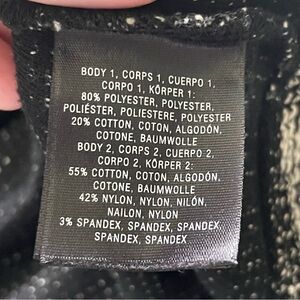 BODY 1, CORPS 1, CUERPO 1,
CORPO 1, KÖRPER 1:
80% POLYESTER, POLYESTER,
POLIÉSTER, POLIESTERE, POLYESTER
20% COTTON, COTON, ALGODÓN,
COTONE, BAUMWOLLE
BODY 2, CORPS 2, CUERPO 2,
CORPO 2, KÖRPER 2:
55% COTTON, COTON, ALGODÓN,
COTONE, BAUMWOLLE
42% NYLON, NYLON, NILÓN,
NAILON, NYLON
3% SPANDEX, SPANDEX, SPANDEX,
SPANDEX, SPANDEX